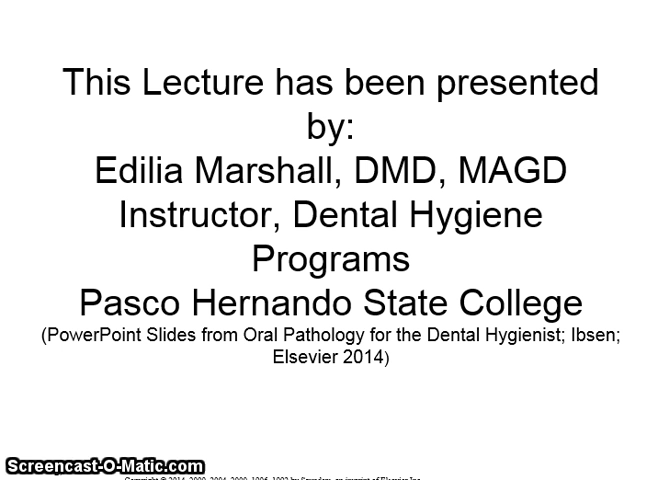 This Lecture has been presented
by:
Edilia Marshall, DMD, MAGD
Instructor, Dental Hygiene
Programs
Pasco Hernando State College
(PowerPoint Slides from Oral Pathology for the Dental Hygienist; Ibsen;
Elsevier 2014)
Screencast-O-Matic.com